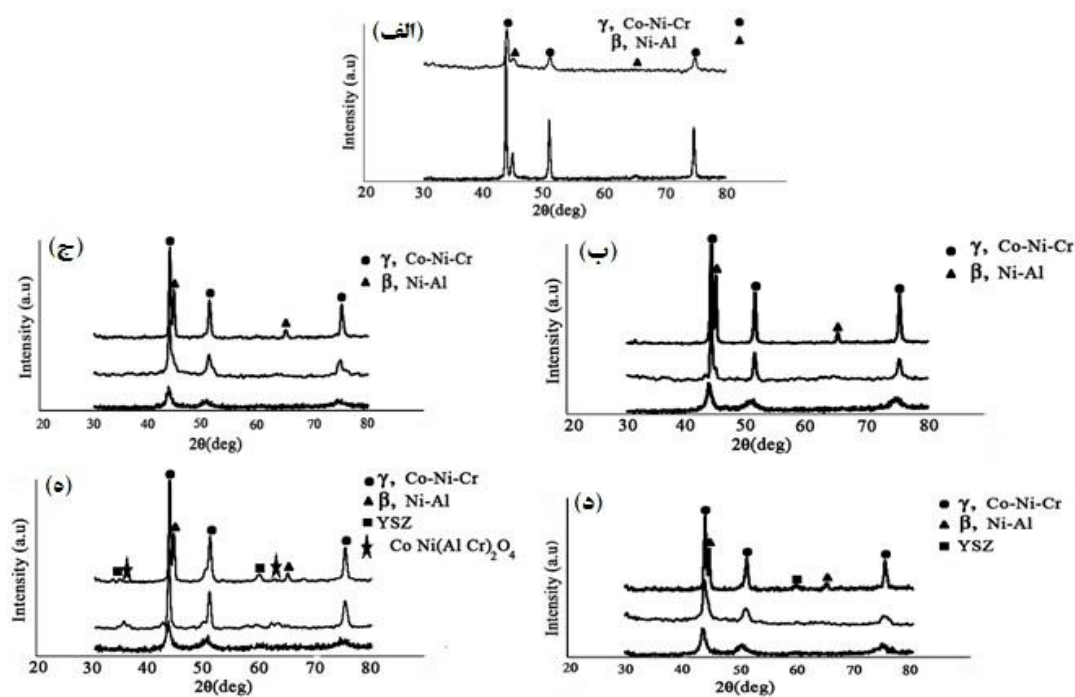 (الف)
γ, Co-Ni-Cr ●
β, Ni-Al ▲
Intensity (a.u)
20 30 40 50 60 70 80
2θ(deg)
(ج)
● γ, Co-Ni-Cr
▲ β, Ni-Al
Intensity (a.u)
20 30 40 50 60 70 80
2θ(deg)
(ب)
● γ, Co-Ni-Cr
▲ β, Ni-Al
Intensity (a.u)
20 30 40 50 60 70 80
2θ(deg)
(ه)
● γ, Co-Ni-Cr
▲ β, Ni-Al
■ YSZ
★ Co Ni(Al Cr)₂O₄
Intensity (a.u)
20 30 40 50 60 70 80
2θ(deg)
(د)
● γ, Co-Ni-Cr
▲ β, Ni-Al
■ YSZ
Intensity (a.u)
20 30 40 50 60 70 80
2θ(deg)